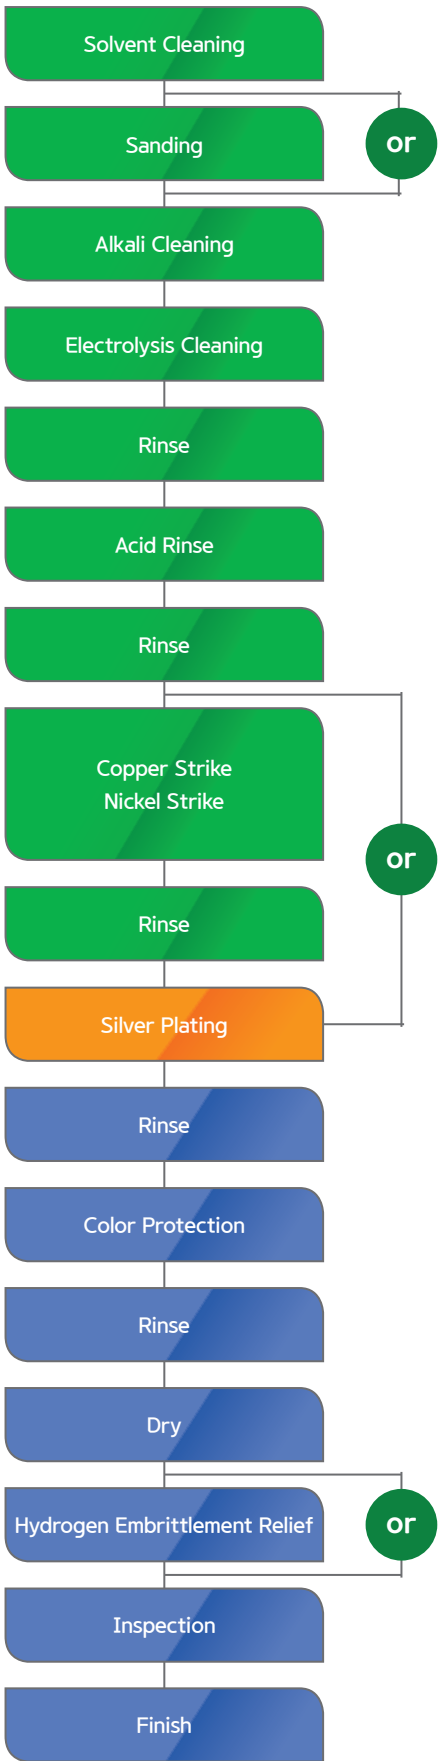 Solvent Cleaning
or
Sanding
Alkali Cleaning
Electrolysis Cleaning
Rinse
Acid Rinse
Rinse
Copper Strike
Nickel Strike
or
Rinse
Silver Plating
Rinse
Color Protection
Rinse
Dry
Hydrogen Embrittlement Relief
or
Inspection
Finish